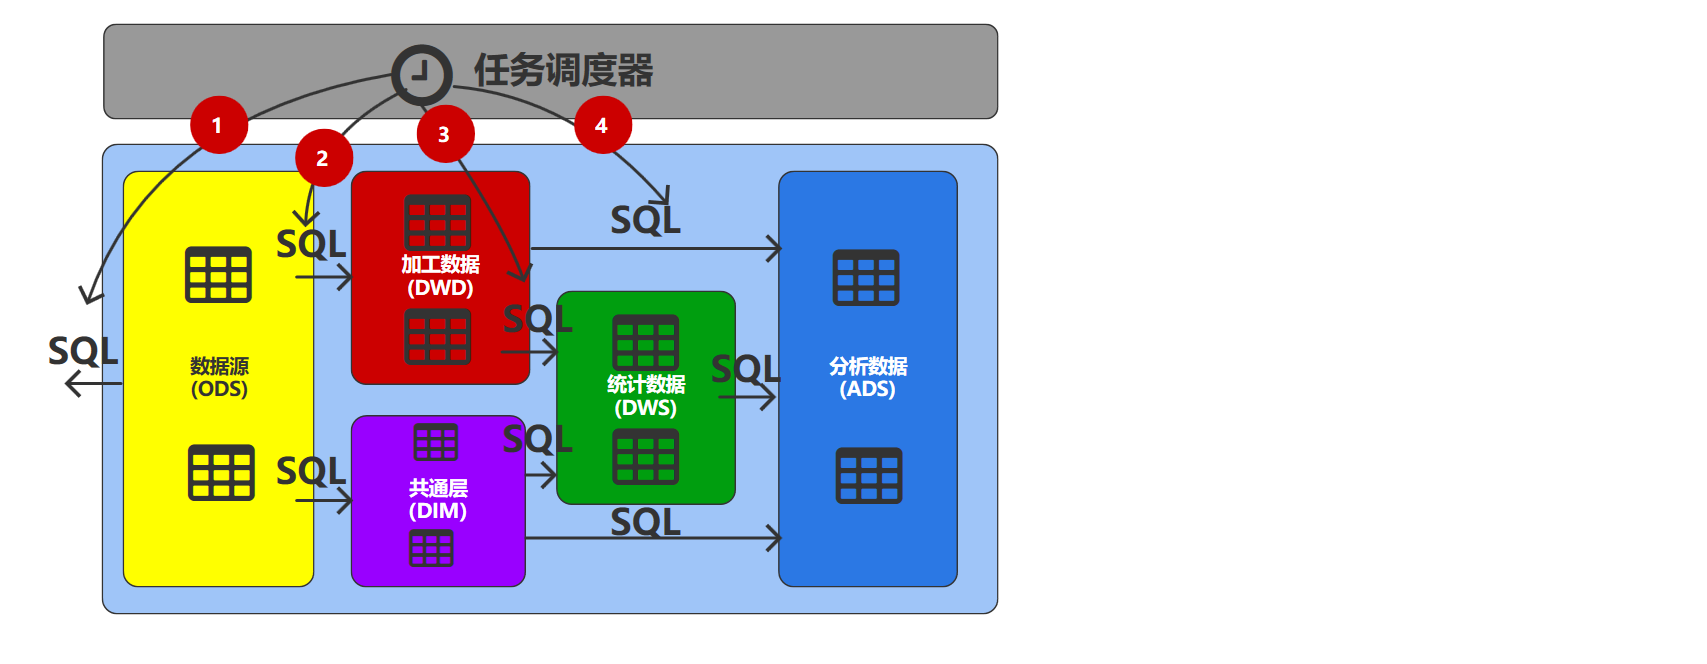 任务调度器
1
2
3
4
SQL
SQL
SQL
SQL
SQL
SQL
SQL
SQL
数据源
(ODS)
加工数据
(DWD)
共通层
(DIM)
统计数据
(DWS)
分析数据
(ADS)